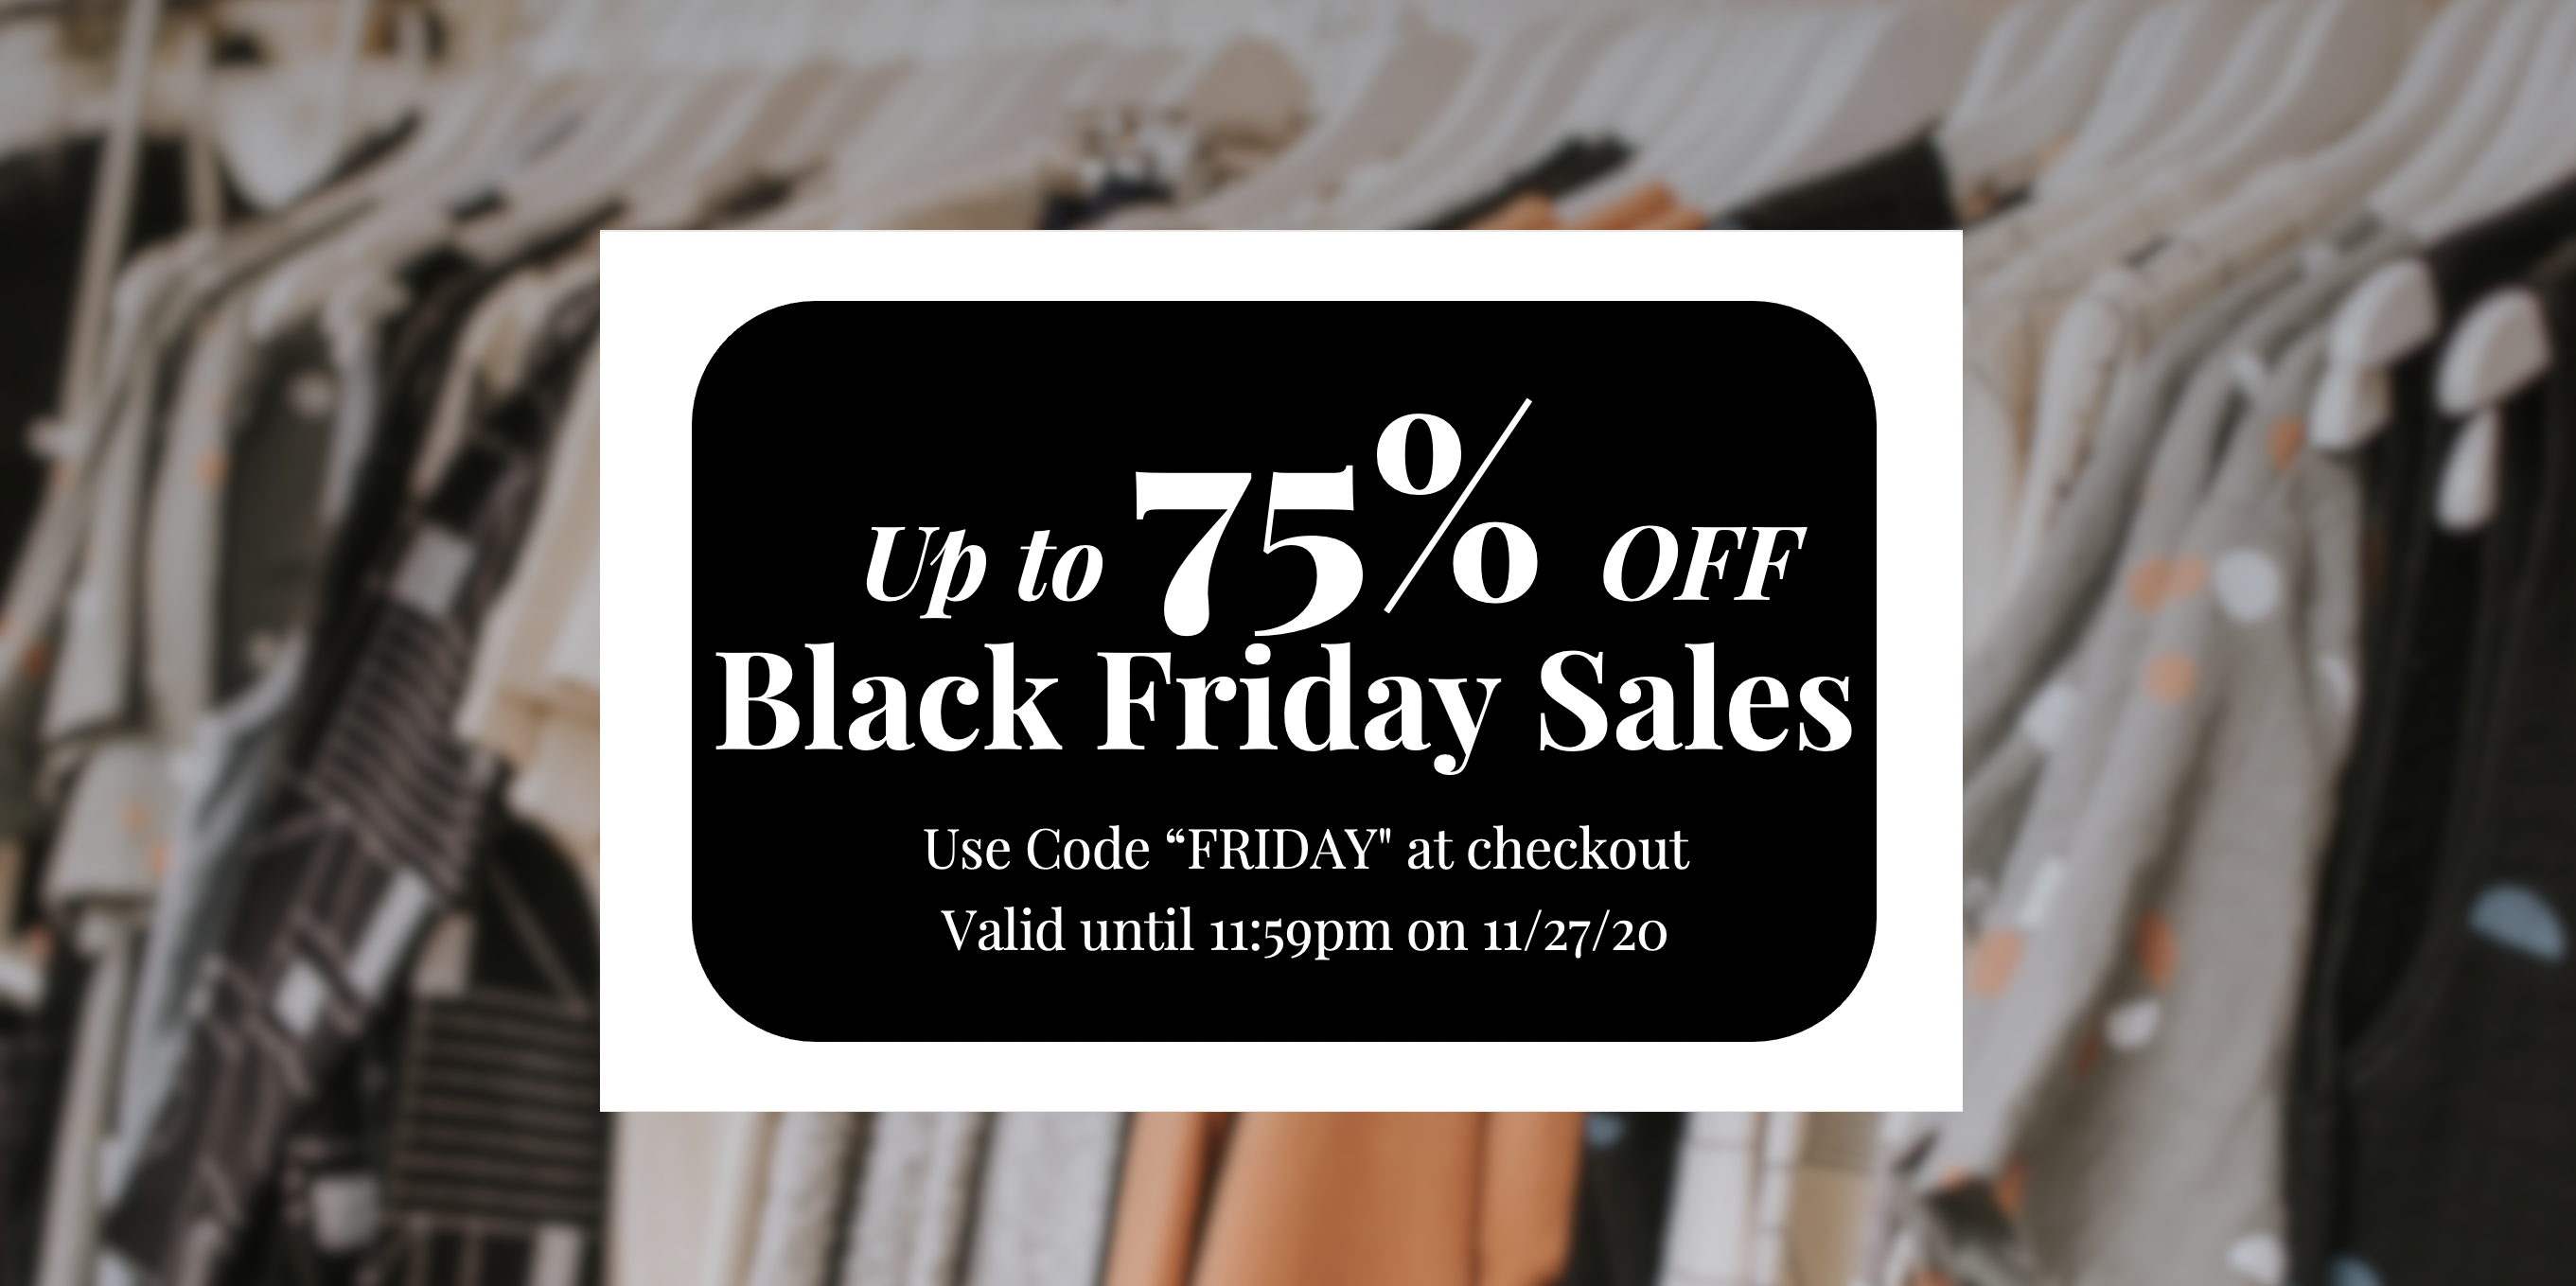 Up to 75% OFF
Black Friday Sales
Use Code “FRIDAY" at checkout
Valid until 11:59pm on 11/27/20